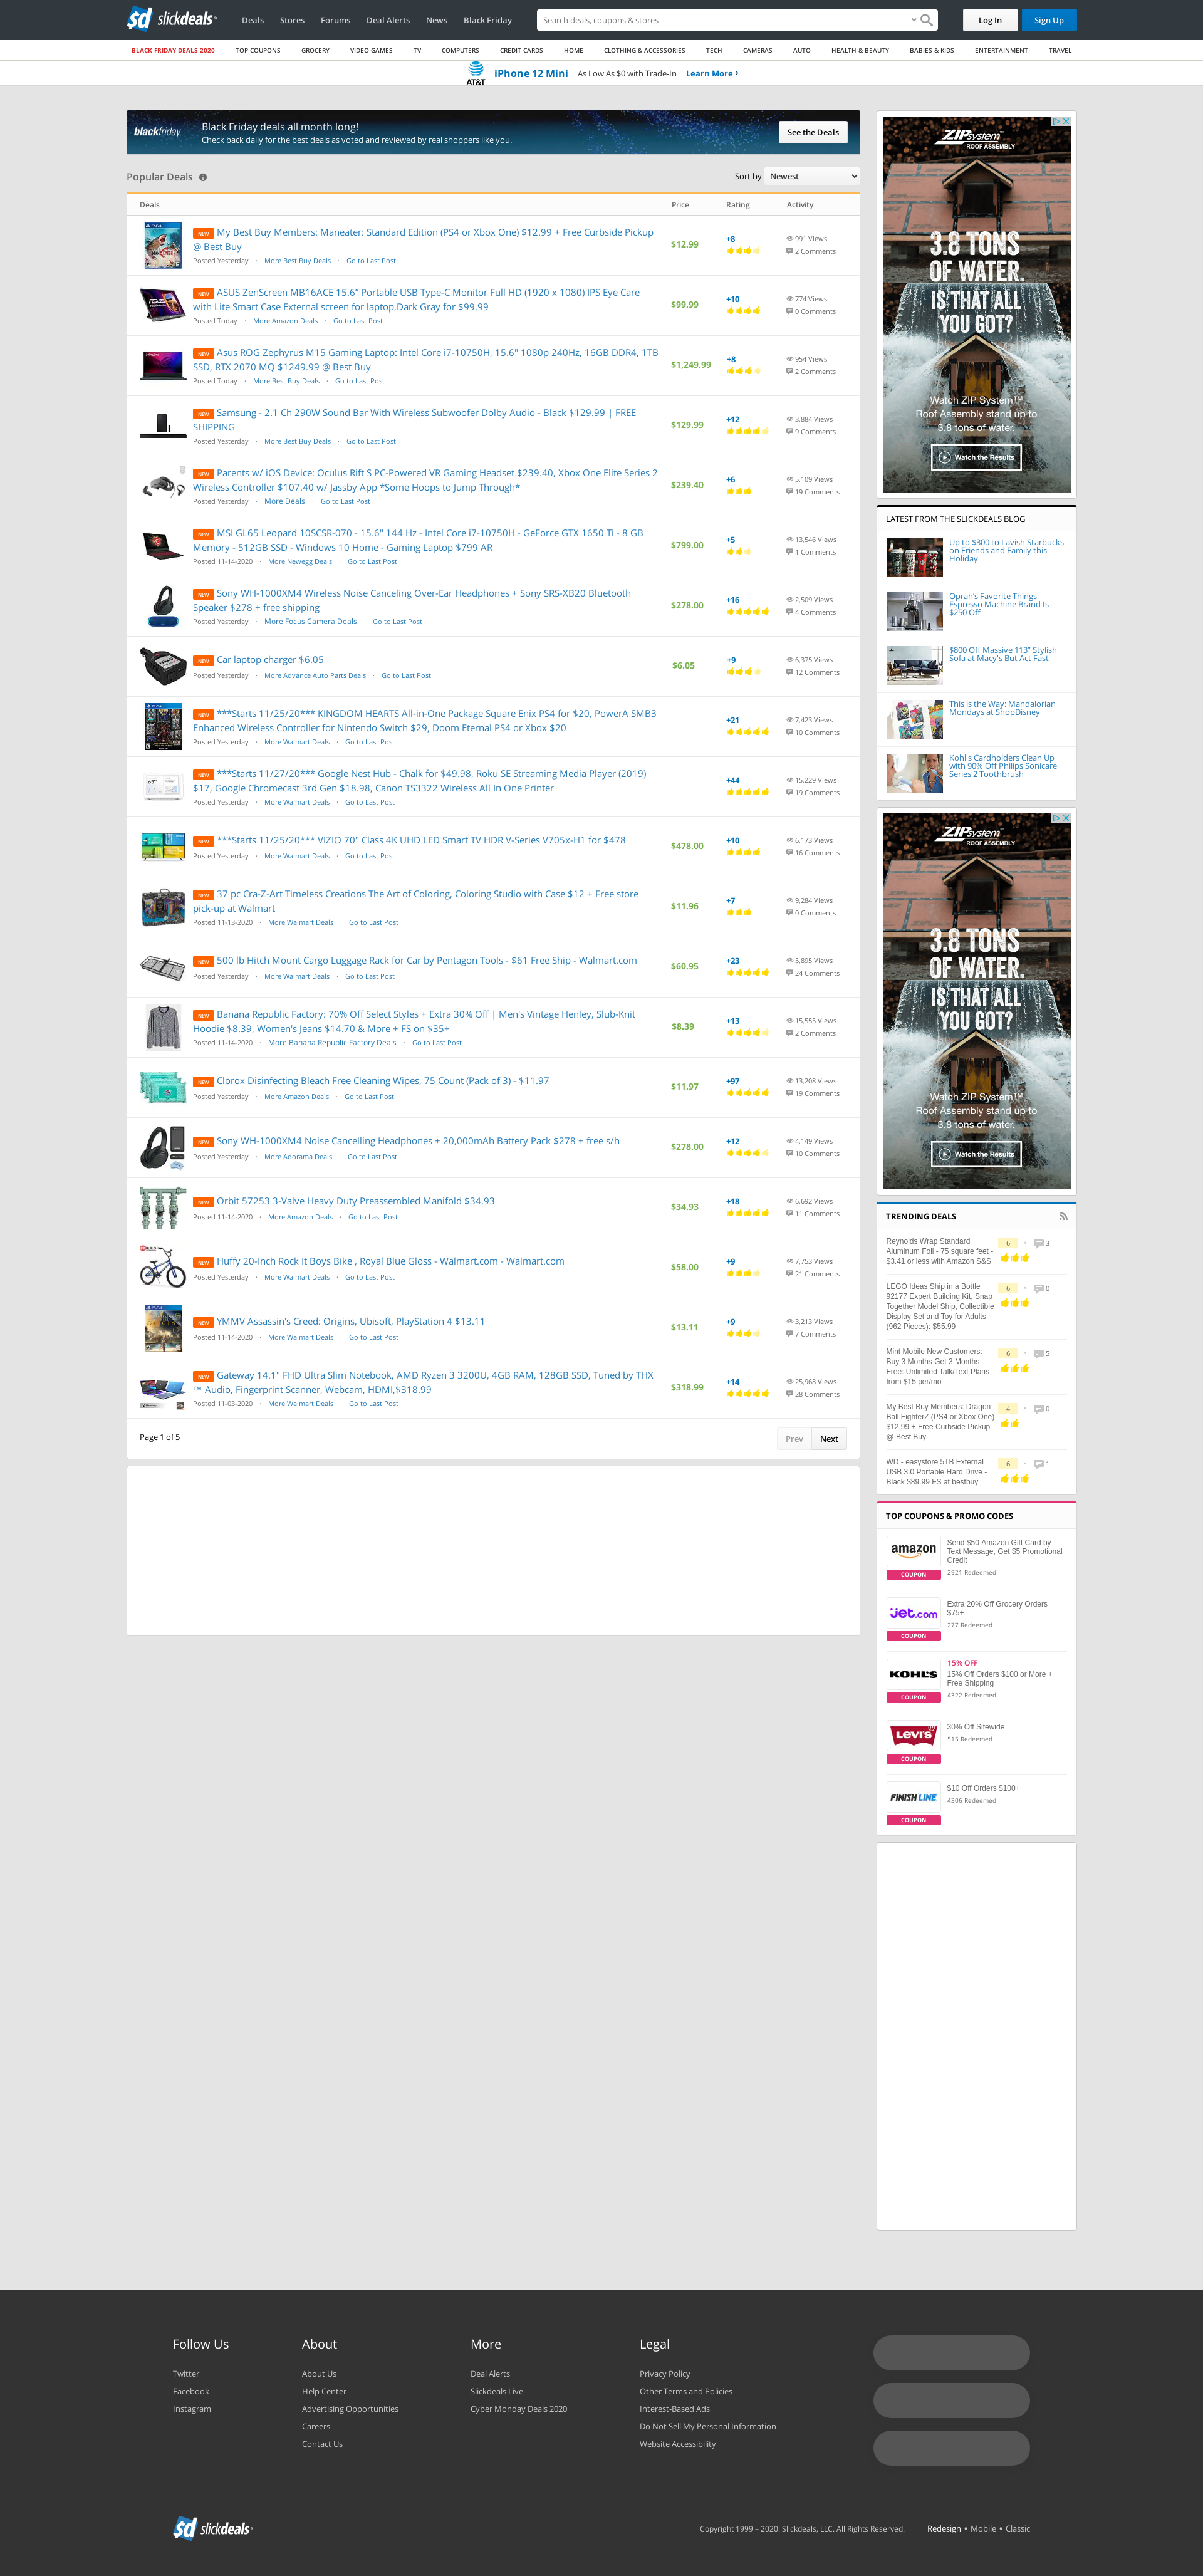 sd slickdeals
Deals Stores Forums Deal Alerts News Black Friday
Search deals, coupons & stores
Log In
Sign Up
BLACK FRIDAY DEALS 2020 TOP COUPONS GROCERY VIDEO GAMES TV COMPUTERS CREDIT CARDS HOME CLOTHING & ACCESSORIES TECH CAMERAS AUTO HEALTH & BEAUTY BABIES & KIDS ENTERTAINMENT TRAVEL
AT&T iPhone 12 Mini As Low As $0 with Trade-In Learn More ›
blackfriday
Black Friday deals all month long!
Check back daily for the best deals as voted and reviewed by real shoppers like you.
See the Deals
Popular Deals
Sort by Newest
Deals Price Rating Activity
NEW My Best Buy Members: Maneater: Standard Edition (PS4 or Xbox One) $12.99 + Free Curbside Pickup
@ Best Buy
Posted Yesterday · More Best Buy Deals · Go to Last Post
$12.99
+8
991 Views
2 Comments
NEW ASUS ZenScreen MB16ACE 15.6" Portable USB Type-C Monitor Full HD (1920 x 1080) IPS Eye Care
with Lite Smart Case External screen for laptop,Dark Gray for $99.99
Posted Today · More Amazon Deals · Go to Last Post
$99.99
+10
774 Views
0 Comments
NEW Asus ROG Zephyrus M15 Gaming Laptop: Intel Core i7-10750H, 15.6" 1080p 240Hz, 16GB DDR4, 1TB
SSD, RTX 2070 MQ $1249.99 @ Best Buy
Posted Today · More Best Buy Deals · Go to Last Post
$1,249.99
+8
954 Views
2 Comments
NEW Samsung - 2.1 Ch 290W Sound Bar With Wireless Subwoofer Dolby Audio - Black $129.99 | FREE
SHIPPING
Posted Yesterday · More Best Buy Deals · Go to Last Post
$129.99
+12
3,884 Views
9 Comments
NEW Parents w/ iOS Device: Oculus Rift S PC-Powered VR Gaming Headset $239.40, Xbox One Elite Series 2
Wireless Controller $107.40 w/ Jassby App *Some Hoops to Jump Through*
Posted Yesterday · More Deals · Go to Last Post
$239.40
+6
5,109 Views
19 Comments
NEW MSI GL65 Leopard 10SCSR-070 - 15.6" 144 Hz - Intel Core i7-10750H - GeForce GTX 1650 Ti - 8 GB
Memory - 512GB SSD - Windows 10 Home - Gaming Laptop $799 AR
Posted 11-14-2020 · More Newegg Deals · Go to Last Post
$799.00
+5
13,546 Views
1 Comments
NEW Sony WH-1000XM4 Wireless Noise Canceling Over-Ear Headphones + Sony SRS-XB20 Bluetooth
Speaker $278 + free shipping
Posted Yesterday · More Focus Camera Deals · Go to Last Post
$278.00
+16
2,509 Views
4 Comments
NEW Car laptop charger $6.05
Posted Yesterday · More Advance Auto Parts Deals · Go to Last Post
$6.05
+9
6,375 Views
12 Comments
NEW ***Starts 11/25/20*** KINGDOM HEARTS All-in-One Package Square Enix PS4 for $20, PowerA SMB3
Enhanced Wireless Controller for Nintendo Switch $29, Doom Eternal PS4 or Xbox $20
Posted Yesterday · More Walmart Deals · Go to Last Post
+21
7,423 Views
10 Comments
NEW ***Starts 11/27/20*** Google Nest Hub - Chalk for $49.98, Roku SE Streaming Media Player (2019)
$17, Google Chromecast 3rd Gen $18.98, Canon TS3322 Wireless All In One Printer
Posted Yesterday · More Walmart Deals · Go to Last Post
+44
15,229 Views
19 Comments
NEW ***Starts 11/25/20*** VIZIO 70" Class 4K UHD LED Smart TV HDR V-Series V705x-H1 for $478
Posted Yesterday · More Walmart Deals · Go to Last Post
$478.00
+10
6,173 Views
16 Comments
NEW 37 pc Cra-Z-Art Timeless Creations The Art of Coloring, Coloring Studio with Case $12 + Free store
pick-up at Walmart
Posted 11-13-2020 · More Walmart Deals · Go to Last Post
$11.96
+7
9,284 Views
0 Comments
NEW 500 lb Hitch Mount Cargo Luggage Rack for Car by Pentagon Tools - $61 Free Ship - Walmart.com
Posted Yesterday · More Walmart Deals · Go to Last Post
$60.95
+23
5,895 Views
24 Comments
NEW Banana Republic Factory: 70% Off Select Styles + Extra 30% Off | Men's Vintage Henley, Slub-Knit
Hoodie $8.39, Women's Jeans $14.70 & More + FS on $35+
Posted 11-14-2020 · More Banana Republic Factory Deals · Go to Last Post
$8.39
+13
15,555 Views
2 Comments
NEW Clorox Disinfecting Bleach Free Cleaning Wipes, 75 Count (Pack of 3) - $11.97
Posted Yesterday · More Amazon Deals · Go to Last Post
$11.97
+97
13,208 Views
19 Comments
NEW Sony WH-1000XM4 Noise Cancelling Headphones + 20,000mAh Battery Pack $278 + free s/h
Posted Yesterday · More Adorama Deals · Go to Last Post
$278.00
+12
4,149 Views
10 Comments
NEW Orbit 57253 3-Valve Heavy Duty Preassembled Manifold $34.93
Posted 11-14-2020 · More Amazon Deals · Go to Last Post
$34.93
+18
6,692 Views
11 Comments
NEW Huffy 20-Inch Rock It Boys Bike , Royal Blue Gloss - Walmart.com - Walmart.com
Posted Yesterday · More Walmart Deals · Go to Last Post
$58.00
+9
7,753 Views
21 Comments
NEW YMMV Assassin's Creed: Origins, Ubisoft, PlayStation 4 $13.11
Posted 11-14-2020 · More Walmart Deals · Go to Last Post
$13.11
+9
3,213 Views
7 Comments
NEW Gateway 14.1" FHD Ultra Slim Notebook, AMD Ryzen 3 3200U, 4GB RAM, 128GB SSD, Tuned by THX
™ Audio, Fingerprint Scanner, Webcam, HDMI,$318.99
Posted 11-03-2020 · More Walmart Deals · Go to Last Post
$318.99
+14
25,968 Views
28 Comments
Page 1 of 5
Prev Next
ZIP System
ROOF ASSEMBLY
3.8 TONS
OF WATER.
IS THAT ALL
YOU GOT?
Watch ZIP System™
Roof Assembly stand up to
3.8 tons of water.
Watch the Results
LATEST FROM THE SLICKDEALS BLOG
Up to $300 to Lavish Starbucks
on Friends and Family this
Holiday
Oprah's Favorite Things
Espresso Machine Brand Is
$250 Off
$800 Off Massive 113" Stylish
Sofa at Macy's But Act Fast
This is the Way: Mandalorian
Mondays at ShopDisney
Kohl's Cardholders Clean Up
with 90% Off Philips Sonicare
Series 2 Toothbrush
ZIP System
ROOF ASSEMBLY
3.8 TONS
OF WATER.
IS THAT ALL
YOU GOT?
Watch ZIP System™
Roof Assembly stand up to
3.8 tons of water.
Watch the Results
TRENDING DEALS
Reynolds Wrap Standard
Aluminum Foil - 75 square feet -
$3.41 or less with Amazon S&S
6 • 3
LEGO Ideas Ship in a Bottle
92177 Expert Building Kit, Snap
Together Model Ship, Collectible
Display Set and Toy for Adults
(962 Pieces): $55.99
6 • 0
Mint Mobile New Customers:
Buy 3 Months Get 3 Months
Free: Unlimited Talk/Text Plans
from $15 per/mo
6 • 5
My Best Buy Members: Dragon
Ball FighterZ (PS4 or Xbox One)
$12.99 + Free Curbside Pickup
@ Best Buy
4 • 0
WD - easystore 5TB External
USB 3.0 Portable Hard Drive -
Black $89.99 FS at bestbuy
6 • 1
TOP COUPONS & PROMO CODES
amazon
COUPON
Send $50 Amazon Gift Card by
Text Message, Get $5 Promotional
Credit
2921 Redeemed
jet.com
COUPON
Extra 20% Off Grocery Orders
$75+
277 Redeemed
KOHL'S
COUPON
15% OFF
15% Off Orders $100 or More +
Free Shipping
4322 Redeemed
Levi's
COUPON
30% Off Sitewide
515 Redeemed
FINISH LINE
COUPON
$10 Off Orders $100+
4306 Redeemed
Follow Us
Twitter
Facebook
Instagram
About
About Us
Help Center
Advertising Opportunities
Careers
Contact Us
More
Deal Alerts
Slickdeals Live
Cyber Monday Deals 2020
Legal
Privacy Policy
Other Terms and Policies
Interest-Based Ads
Do Not Sell My Personal Information
Website Accessibility
sd slickdeals
Copyright 1999 – 2020. Slickdeals, LLC. All Rights Reserved.
Redesign • Mobile • Classic